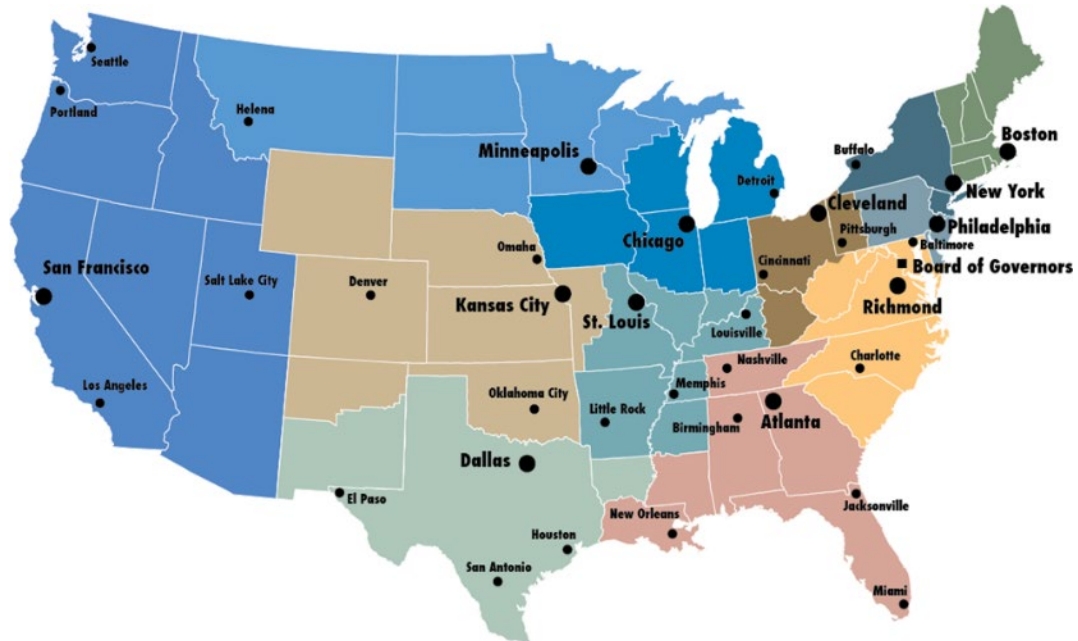 Seattle
Portland
Helena
Minneapolis
Buffalo
Boston
Detroit
New York
Cleveland
Chicago
Pittsburgh
Philadelphia
Baltimore
Omaha
Cincinnati
Board of Governors
San Francisco
Salt Lake City
Denver
Kansas City
St. Louis
Richmond
Louisville
Nashville
Charlotte
Los Angeles
Oklahoma City
Memphis
Little Rock
Birmingham
Atlanta
Dallas
El Paso
New Orleans
Jacksonville
Houston
San Antonio
Miami